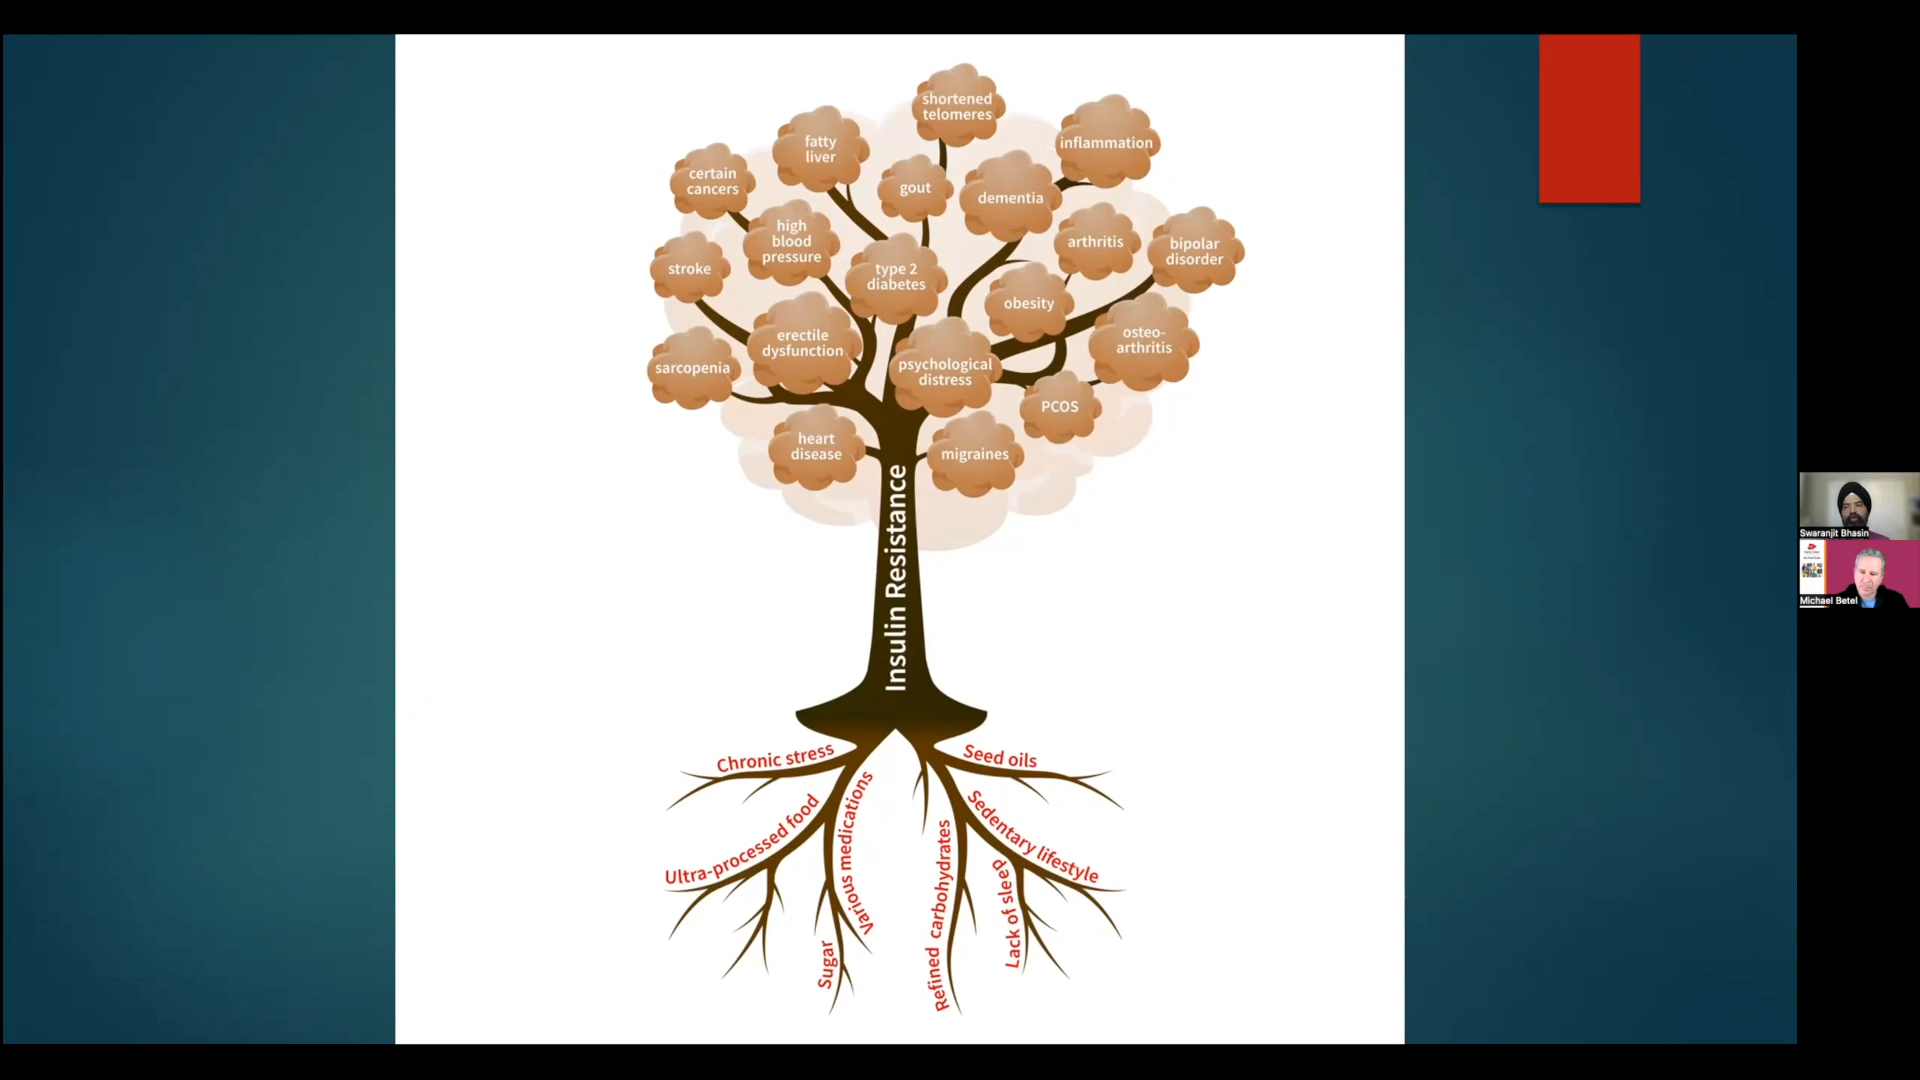 shortened
telomeres
fatty
liver
inflammation
certain
cancers
gout
dementia
high
blood
pressure
arthritis
bipolar
disorder
stroke
type 2
diabetes
obesity
erectile
dysfunction
osteo-
arthritis
sarcopenia
psychological
distress
PCOS
heart
disease
migraines
Insulin Resistance
Chronic stress
Seed oils
Ultra-processed food
Various medications
Sedentary lifestyle
Sugar
Refined carbohydrates
Lack of sleep
Swaranjit Bhasin
Michael Betel